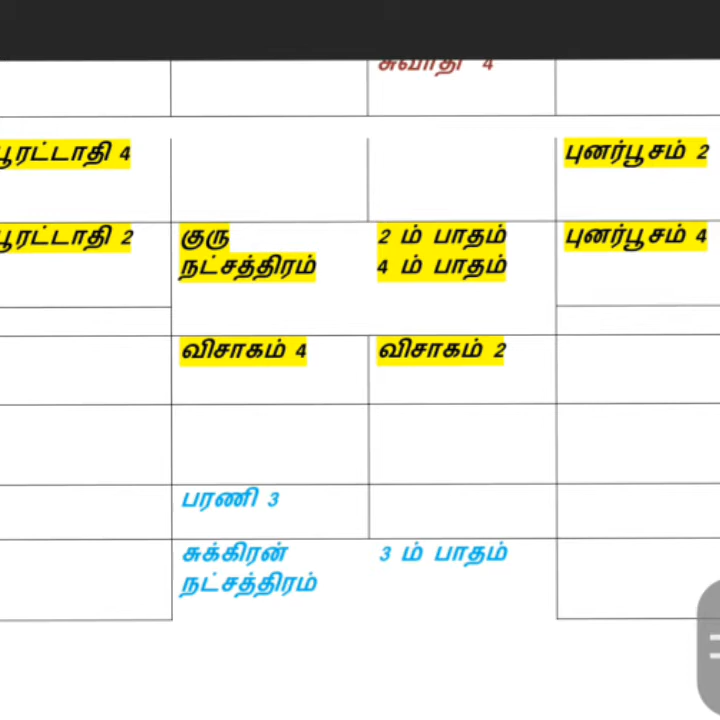 சுவாதி 4
பூரட்டாதி 4 புனர்பூசம் 2
பூரட்டாதி 2 குரு 2 ம் பாதம் புனர்பூசம் 4
நட்சத்திரம் 4 ம் பாதம்
விசாகம் 4 விசாகம் 2
பரணி 3
சுக்கிரன் 3 ம் பாதம்
நட்சத்திரம்